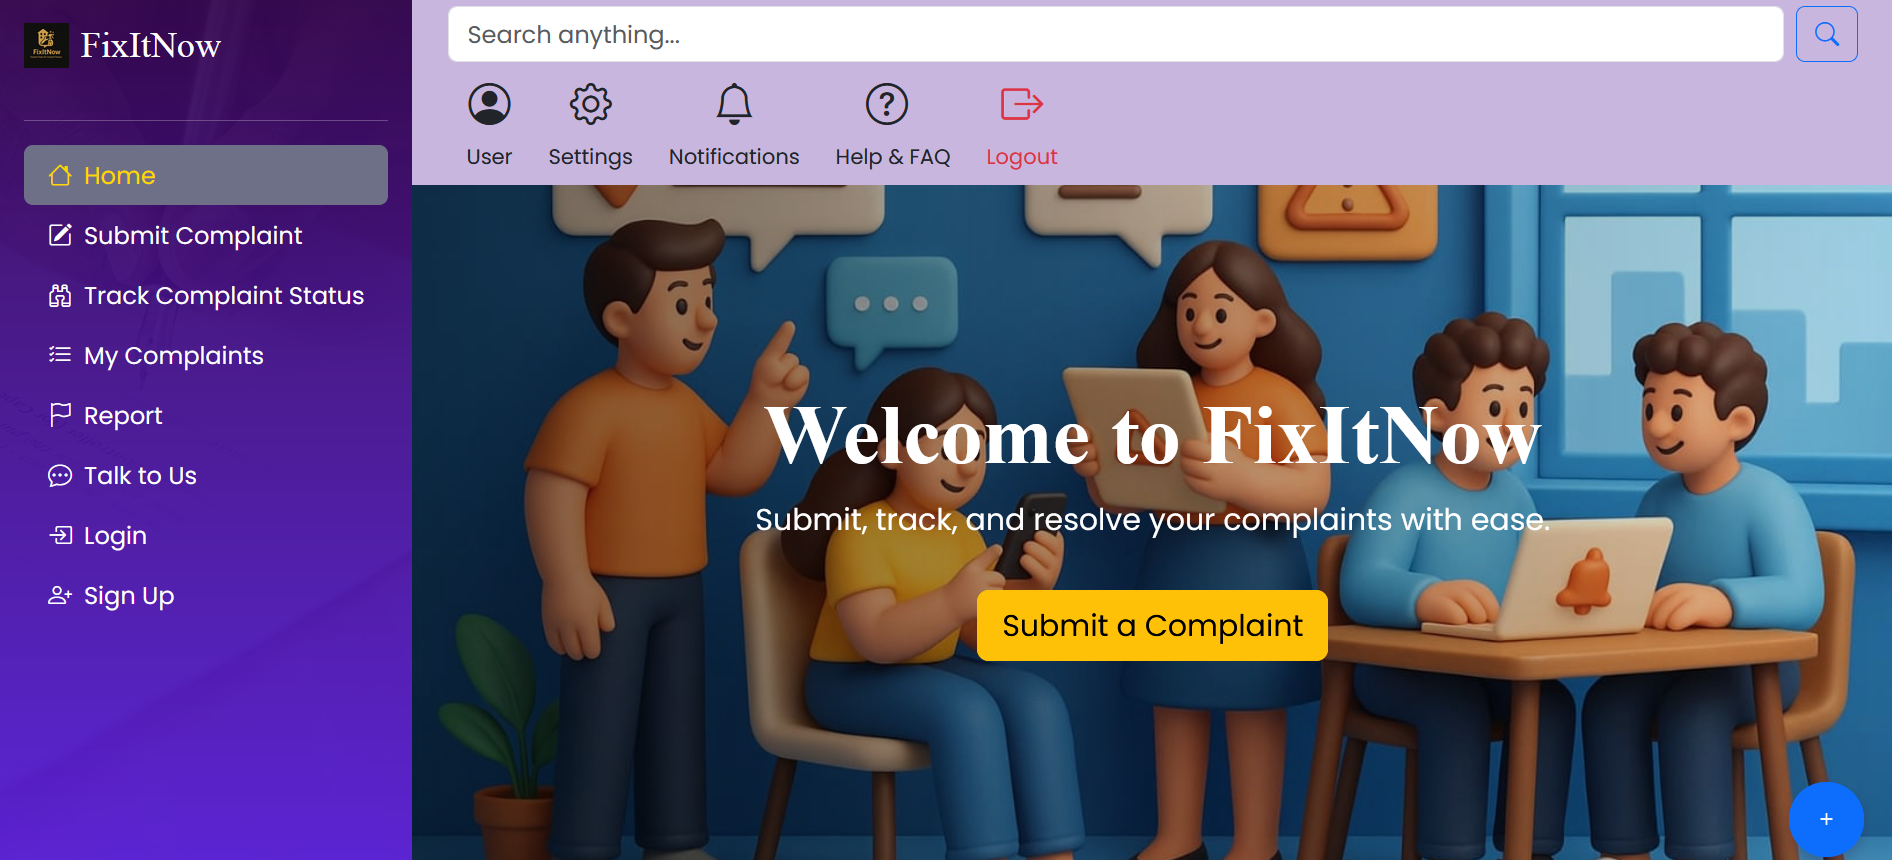 FixItNow
FixItNow
Home
Submit Complaint
Track Complaint Status
My Complaints
Report
Talk to Us
Login
Sign Up
Search anything...
User
Settings
Notifications
Help & FAQ
Logout
Welcome to FixItNow
Submit, track, and resolve your complaints with ease.
Submit a Complaint
+